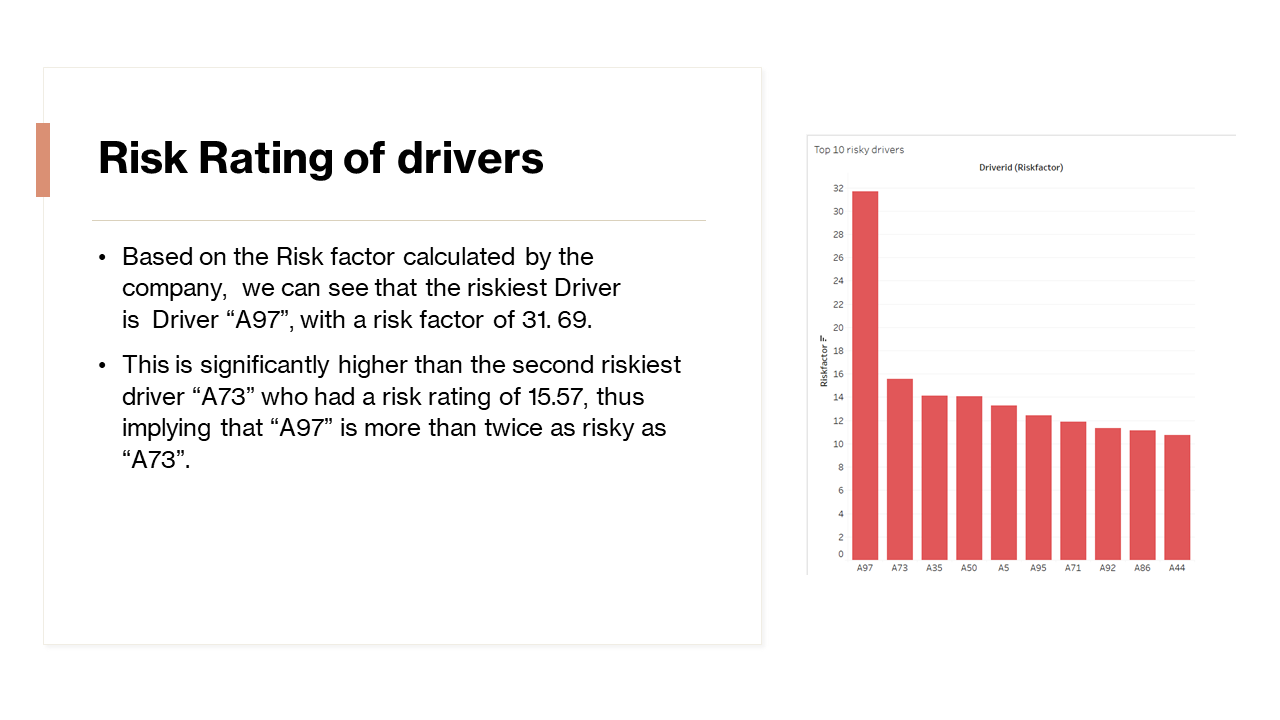 Risk Rating of drivers
• Based on the Risk factor calculated by the
company,  we can see that the riskiest Driver
is  Driver “A97”, with a risk factor of 31. 69.
• This is significantly higher than the second riskiest
driver “A73” who had a risk rating of 15.57, thus
implying that “A97” is more than twice as risky as
“A73”.
Top 10 risky drivers
Driverid (Riskfactor)
Riskfactor
32
30
28
26
24
22
20
18
16
14
12
10
8
6
4
2
0
A97 A73 A35 A50 A5 A95 A71 A92 A86 A44